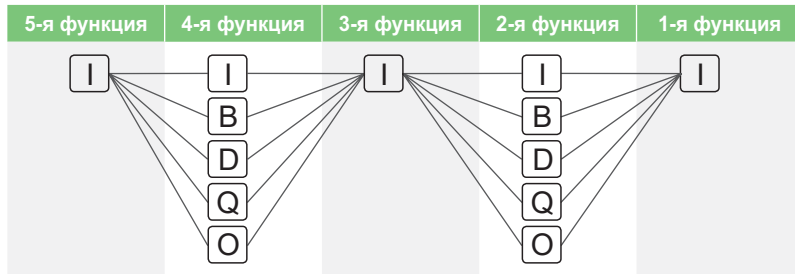 5-я функция 4-я функция 3-я функция 2-я функция 1-я функция
I I I I I
B B
D D
Q Q
O O